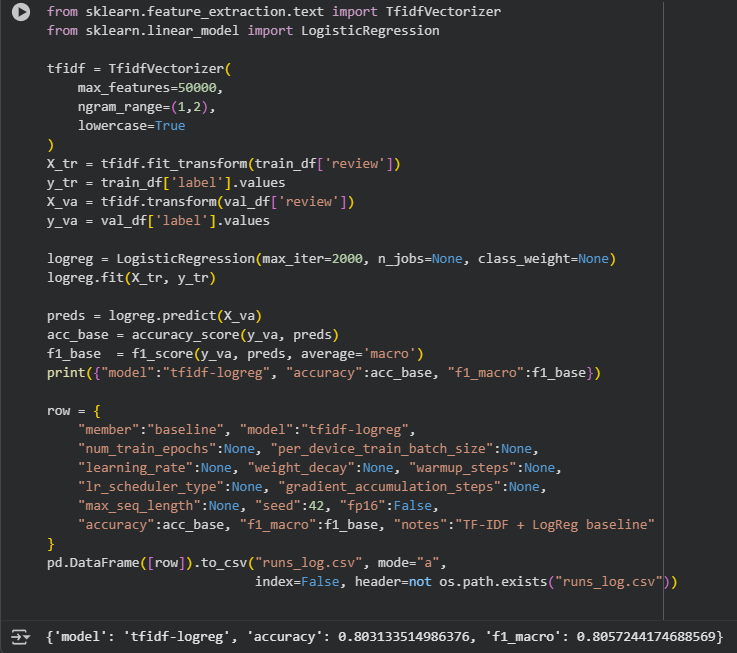 from sklearn.feature_extraction.text import TfidfVectorizer
from sklearn.linear_model import LogisticRegression

tfidf = TfidfVectorizer(
    max_features=50000,
    ngram_range=(1,2),
    lowercase=True
)
X_tr = tfidf.fit_transform(train_df['review'])
y_tr = train_df['label'].values
X_va = tfidf.transform(val_df['review'])
y_va = val_df['label'].values

logreg = LogisticRegression(max_iter=2000, n_jobs=None, class_weight=None)
logreg.fit(X_tr, y_tr)

preds = logreg.predict(X_va)
acc_base = accuracy_score(y_va, preds)
f1_base  = f1_score(y_va, preds, average='macro')
print({"model":"tfidf-logreg", "accuracy":acc_base, "f1_macro":f1_base})

row = {
    "member":"baseline", "model":"tfidf-logreg",
    "num_train_epochs":None, "per_device_train_batch_size":None,
    "learning_rate":None, "weight_decay":None, "warmup_steps":None,
    "lr_scheduler_type":None, "gradient_accumulation_steps":None,
    "max_seq_length":None, "seed":42, "fp16":False,
    "accuracy":acc_base, "f1_macro":f1_base, "notes":"TF-IDF + LogReg baseline"
}
pd.DataFrame([row]).to_csv("runs_log.csv", mode="a",
                           index=False, header=not os.path.exists("runs_log.csv"))

{'model': 'tfidf-logreg', 'accuracy': 0.803133514986376, 'f1_macro': 0.8057244174688569}